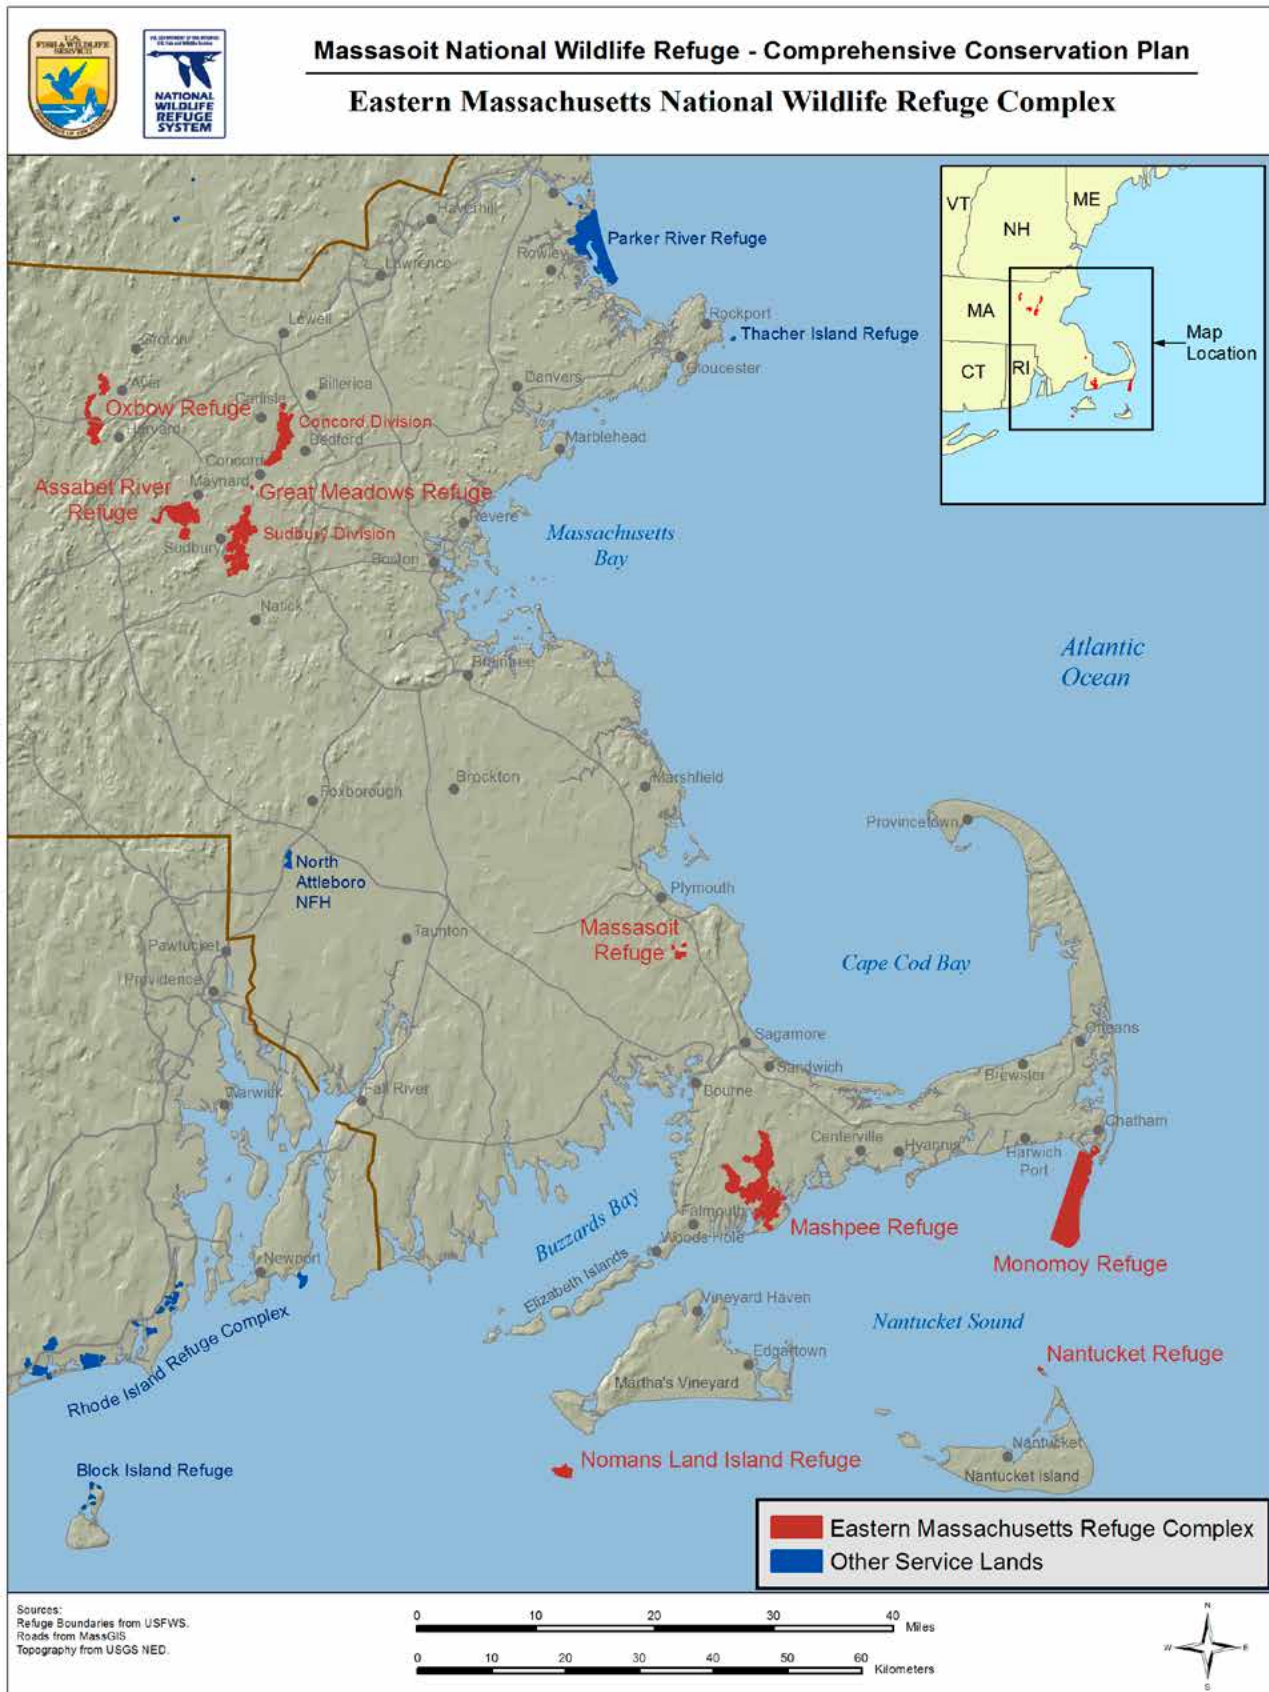 U.S.
FISH & WILDLIFE
SERVICE
NATIONAL
WILDLIFE
REFUGE
SYSTEM
Massasoit National Wildlife Refuge - Comprehensive Conservation Plan
Eastern Massachusetts National Wildlife Refuge Complex
VT
ME
NH
MA
CT
RI
Map
Location
Haverhill
Parker River Refuge
Rowley
Lawrence
Rockport
Thacher Island Refuge
Lowell
Groton
Gloucester
Ayer
Billerica
Danvers
Carlisle
Oxbow Refuge
Concord Division
Harvard
Bedford
Marblehead
Concord
Maynard
Assabet River
Refuge
Great Meadows Refuge
Sudbury Division
Sudbury
Revere
Massachusetts
Bay
Boston
Natick
Atlantic
Ocean
Braintree
Foxborough
Brockton
Marshfield
Provincetown
North
Attleboro
NFH
Plymouth
Massasoit
Refuge
Taunton
Pawtucket
Providence
Cape Cod Bay
Sagamore
Orleans
Sandwich
Brewster
Bourne
Warwick
Fall River
Chatham
Centerville
Hyannis
Harwich
Port
Falmouth
Mashpee Refuge
Woods Hole
Buzzards Bay
Monomoy Refuge
Newport
Elizabeth Islands
Vineyard Haven
Nantucket Sound
Rhode Island Refuge Complex
Edgartown
Nantucket Refuge
Martha's Vineyard
Nantucket
Nomans Land Island Refuge
Nantucket Island
Block Island Refuge
Eastern Massachusetts Refuge Complex
Other Service Lands
Sources:
Refuge Boundaries from USFWS.
Roads from MassGIS
Topography from USGS NED.
0 10 20 30 40
Miles
0 10 20 30 40 50 60
Kilometers
N
W E
S